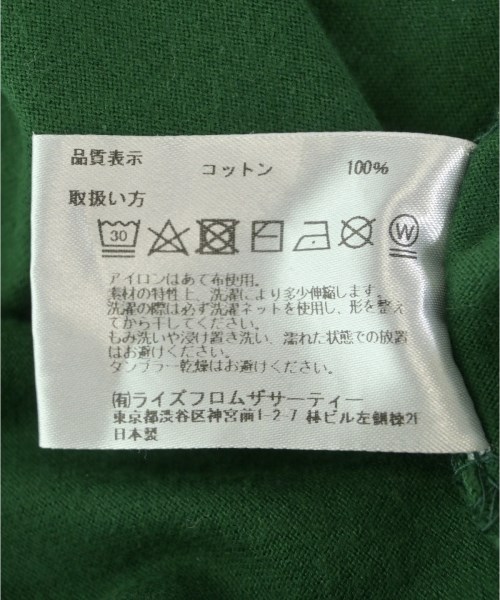 品質表示
コットン 100%
取扱い方
30 W
アイロンはあて布使用。
素材の特性上、洗濯により多少伸縮します。
洗濯の際は必ず洗濯ネットを使用し、形を整え
てから干してください。
もみ洗いや浸け置き洗い、濡れた状態での放置
はお避けください。
タンブラー乾燥はお避けください。
(有)ライズフロムザサーティー
東京都渋谷区神宮前1-2-7 林ビル左側棟2F
日本製